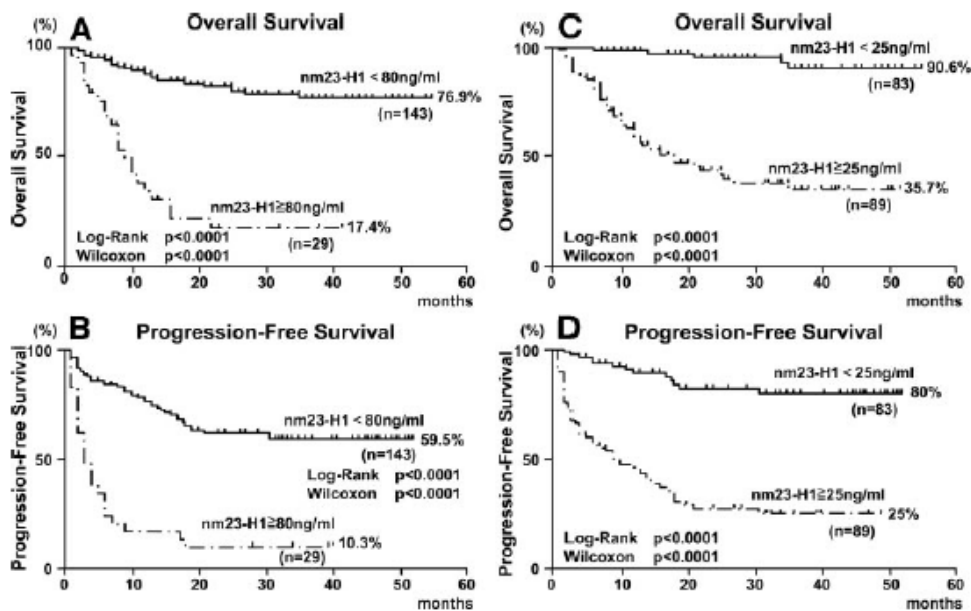 A
Overall Survival
(%)
100
50
0
Overall Survival
nm23-H1 < 80ng/ml
76.9%
(n=143)
nm23-H1≧80ng/ml
17.4%
(n=29)
Log-Rank p<0.0001
Wilcoxon p<0.0001
0 10 20 30 40 50 60
months
C
Overall Survival
(%)
100
50
0
Overall Survival
nm23-H1 < 25ng/ml
90.6%
(n=83)
nm23-H1≧25ng/ml
35.7%
(n=89)
Log-Rank p<0.0001
Wilcoxon p<0.0001
0 10 20 30 40 50 60
months
B
Progression-Free Survival
(%)
100
50
0
Progression-Free Survival
nm23-H1 < 80ng/ml
59.5%
(n=143)
Log-Rank p<0.0001
Wilcoxon p<0.0001
nm23-H1≧80ng/ml
10.3%
(n=29)
0 10 20 30 40 50 60
months
D
Progression-Free Survival
(%)
100
50
0
Progression-Free Survival
nm23-H1 < 25ng/ml
80%
(n=83)
nm23-H1≧25ng/ml
25%
(n=89)
Log-Rank p<0.0001
Wilcoxon p<0.0001
0 10 20 30 40 50 60
months